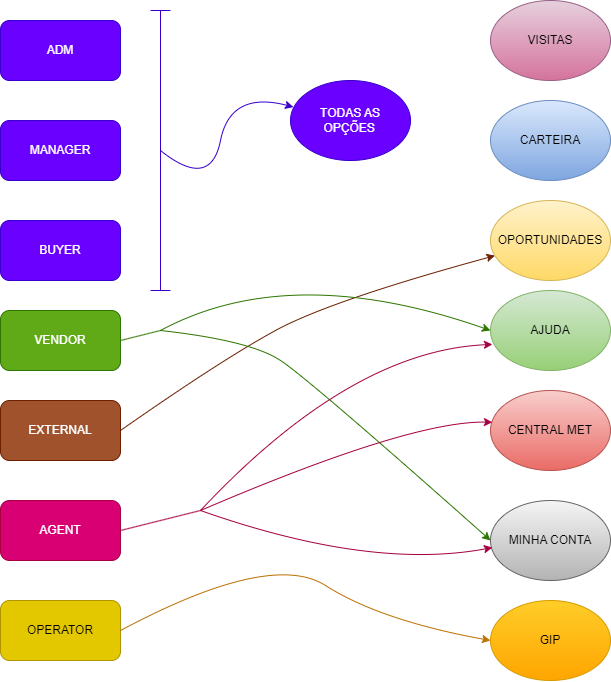 ADM
MANAGER
BUYER
VENDOR
EXTERNAL
AGENT
OPERATOR
TODAS AS
OPÇÕES
VISITAS
CARTEIRA
OPORTUNIDADES
AJUDA
CENTRAL MET
MINHA CONTA
GIP